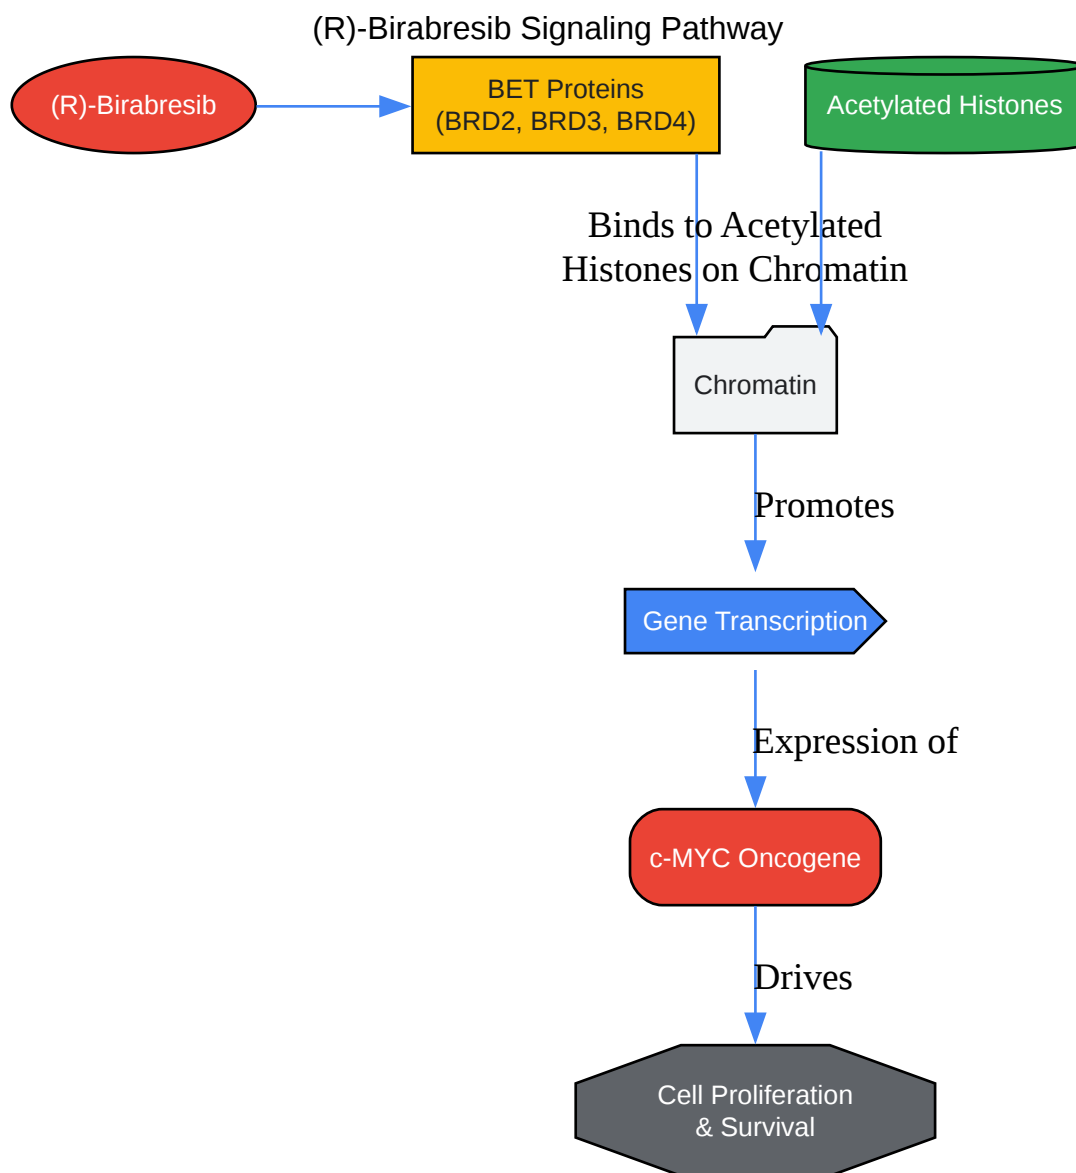 (R)-Birabresib Signaling Pathway
(R)-Birabresib
BET Proteins
(BRD2, BRD3, BRD4)
Acetylated Histones
Binds to Acetylated
Histones on Chromatin
Chromatin
Promotes
Gene Transcription
Expression of
c-MYC Oncogene
Drives
Cell Proliferation
& Survival